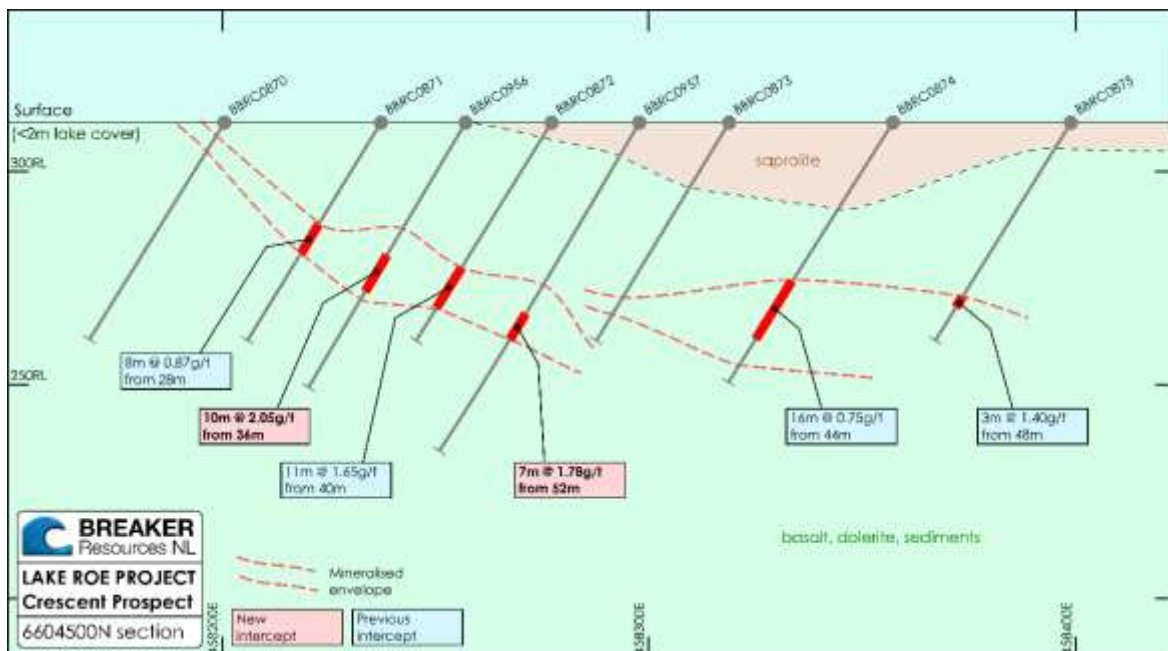 BBRC0870
BBRC0871
BBRC0956
BBRC0872
BBRC0957
BBRC0873
BBRC0874
BBRC0875
Surface
(<2m lake cover)
300RL
saprolite
8m @ 0.87g/t
from 28m
250RL
10m @ 2.05g/t
from 36m
16m @ 0.75g/t
from 44m
3m @ 1.40g/t
from 48m
11m @ 1.65g/t
from 40m
7m @ 1.78g/t
from 52m
basalt, dolerite, sediments
BREAKER
Resources NL
LAKE ROE PROJECT
Crescent Prospect
6604500N section
Mineralised
envelope
New
intercept
Previous
intercept
458200E
458300E
458400E